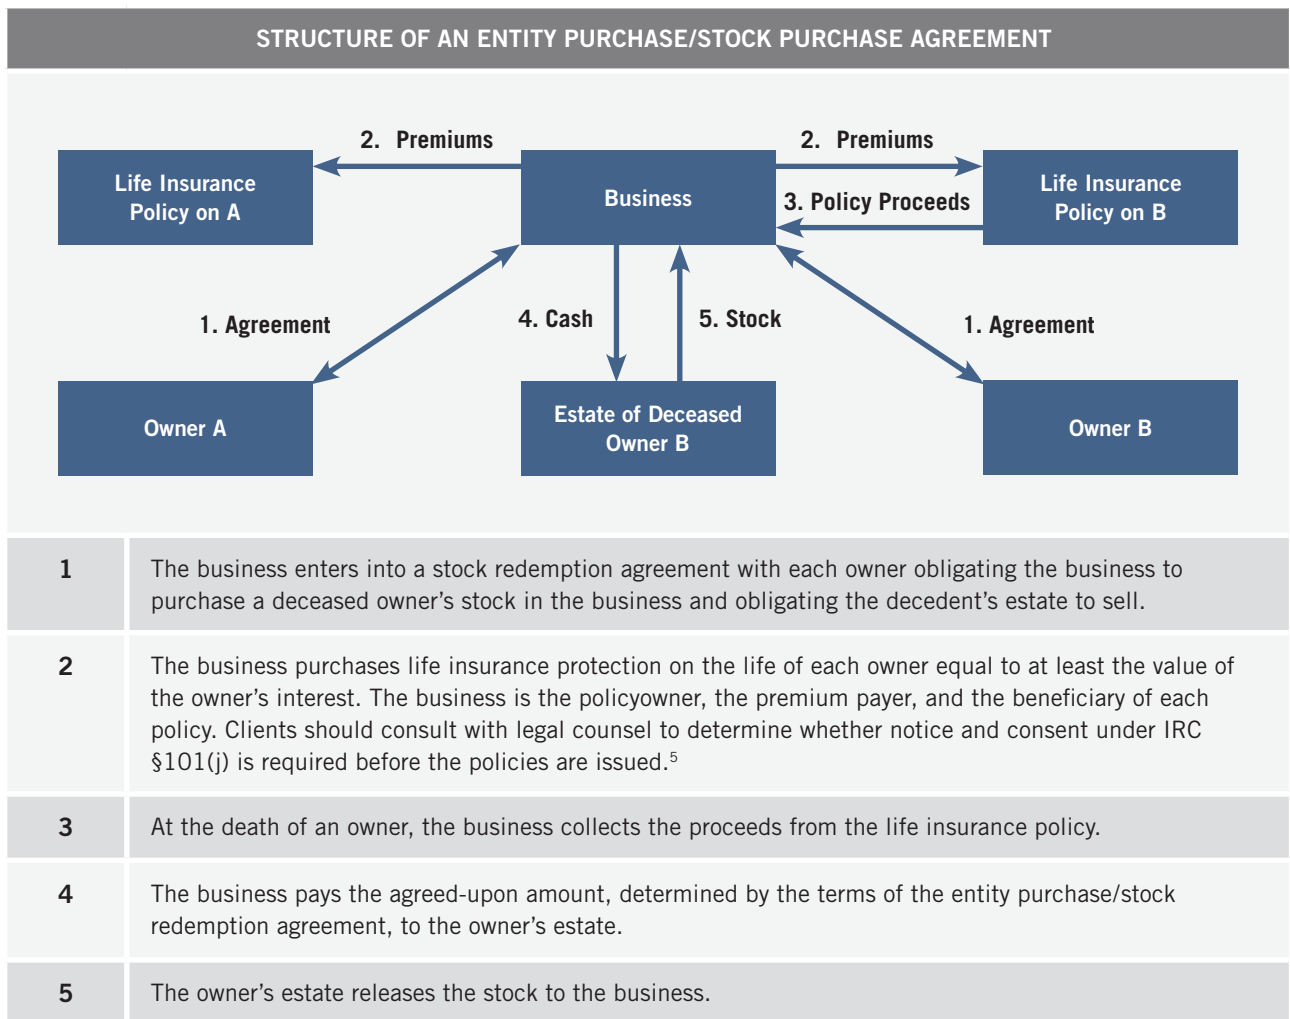 STRUCTURE OF AN ENTITY PURCHASE/STOCK PURCHASE AGREEMENT
2. Premiums
2. Premiums
Life Insurance
Policy on A
Business
Life Insurance
Policy on B
3. Policy Proceeds
1. Agreement
4. Cash
5. Stock
1. Agreement
Owner A
Estate of Deceased
Owner B
Owner B
1
The business enters into a stock redemption agreement with each owner obligating the business to
purchase a deceased owner’s stock in the business and obligating the decedent’s estate to sell.
2
The business purchases life insurance protection on the life of each owner equal to at least the value of
the owner’s interest. The business is the policyowner, the premium payer, and the beneficiary of each
policy. Clients should consult with legal counsel to determine whether notice and consent under IRC
§101(j) is required before the policies are issued.⁵
3
At the death of an owner, the business collects the proceeds from the life insurance policy.
4
The business pays the agreed-upon amount, determined by the terms of the entity purchase/stock
redemption agreement, to the owner’s estate.
5
The owner’s estate releases the stock to the business.